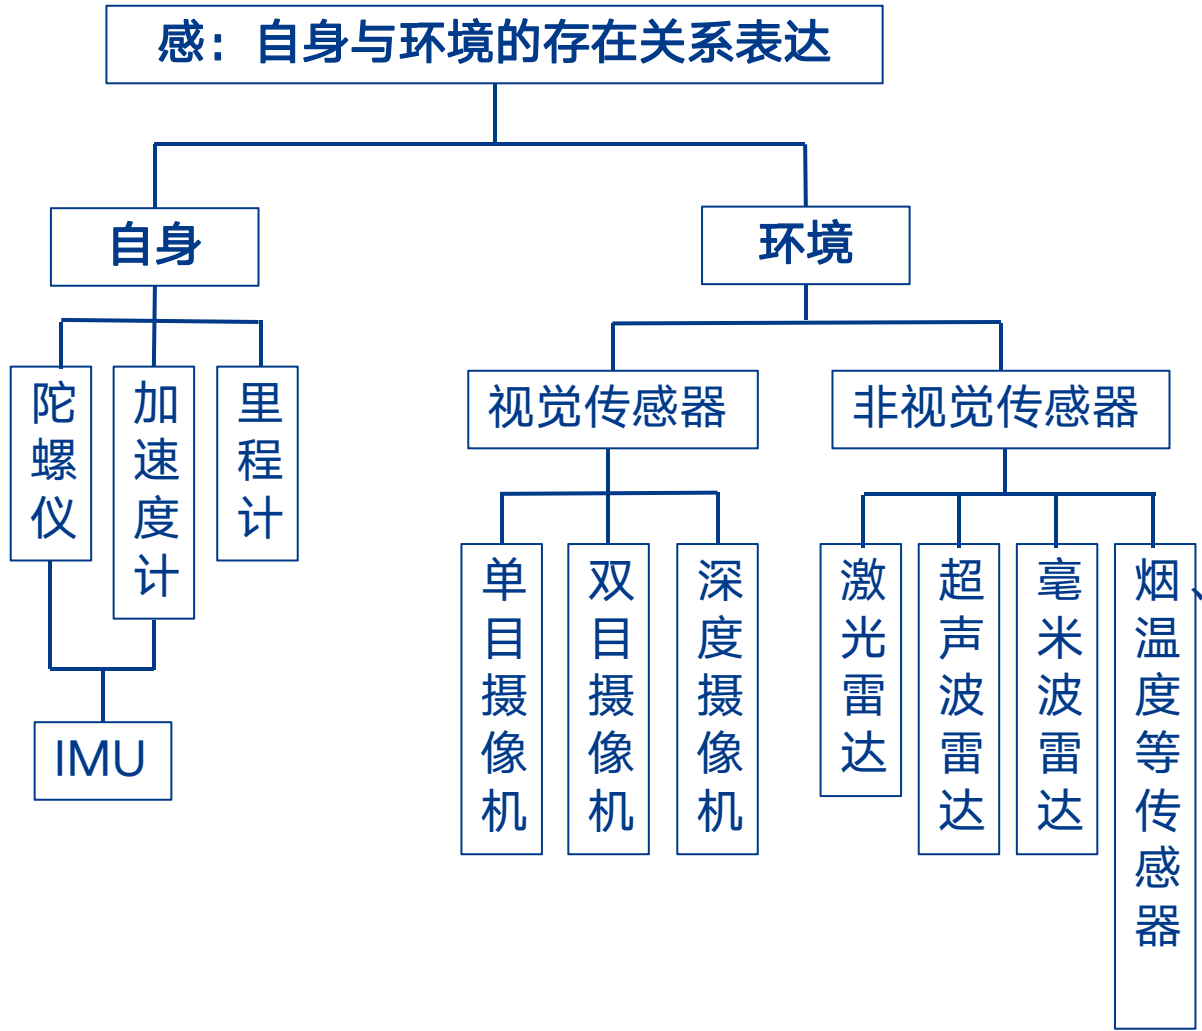 感：自身与环境的存在关系表达
自身
环境
陀螺仪
加速度计
里程计
视觉传感器
非视觉传感器
单目摄像机
双目摄像机
深度摄像机
激光雷达
超声波雷达
毫米波雷达
烟、温度等传感器
IMU